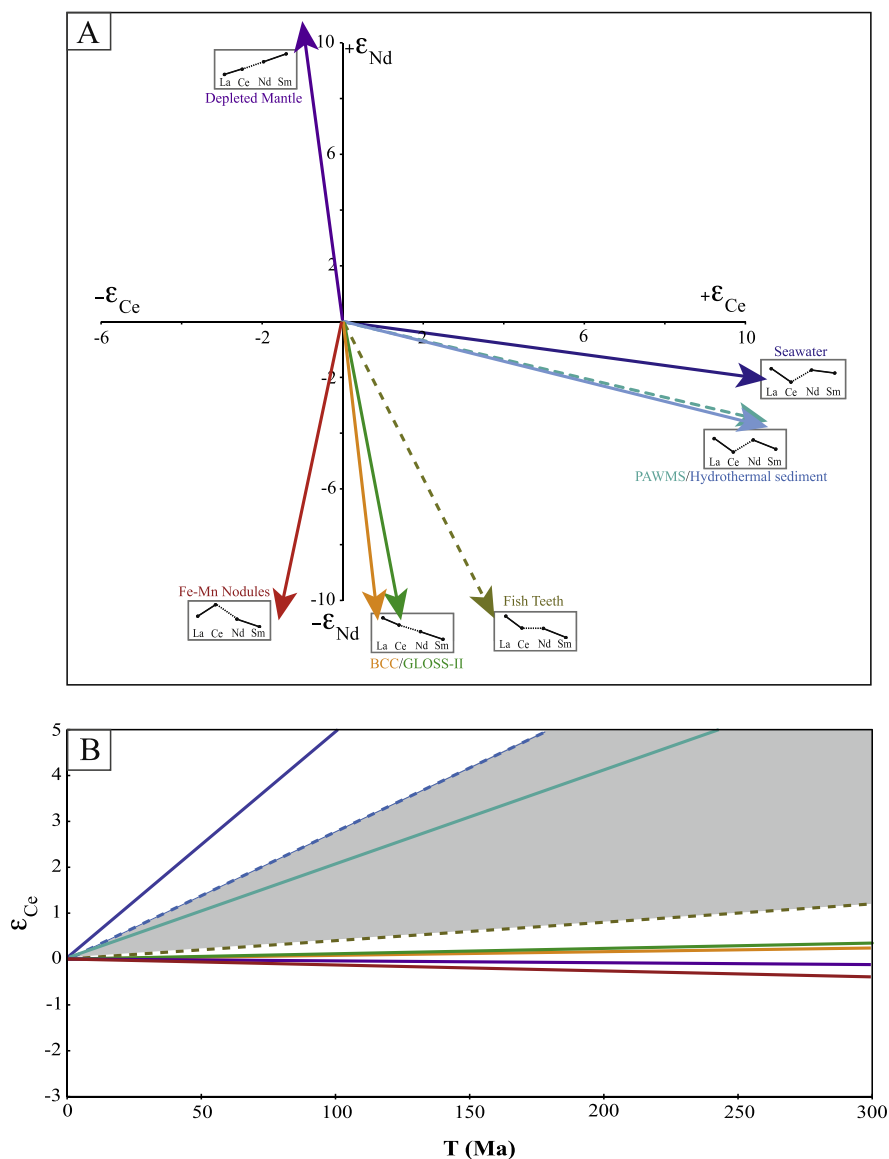 A
10
+εNd
La Ce Nd Sm
Depleted Mantle
6
2
–εCe
+εCe
-6
-2
2
6
10
Seawater
La Ce Nd Sm
-2
La Ce Nd Sm
PAWMS/Hydrothermal sediment
-6
Fe-Mn Nodules
Fish Teeth
-10
La Ce Nd Sm
–εNd
La Ce Nd Sm
La Ce Nd Sm
BCC/GLOSS-II
B
5
4
3
2
1
0
-1
-2
-3
εCe
0
50
100
150
200
250
300
T (Ma)